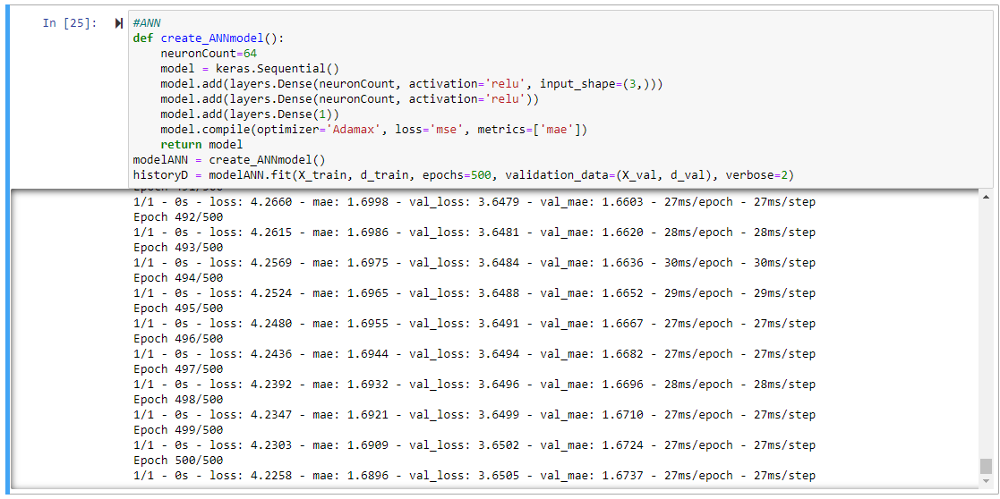 In [25]:
#ANN
def create_ANNmodel():
    neuronCount=64
    model = keras.Sequential()
    model.add(layers.Dense(neuronCount, activation='relu', input_shape=(3,)))
    model.add(layers.Dense(neuronCount, activation='relu'))
    model.add(layers.Dense(1))
    model.compile(optimizer='Adamax', loss='mse', metrics=['mae'])
    return model
modelANN = create_ANNmodel()
historyD = modelANN.fit(X_train, d_train, epochs=500, validation_data=(X_val, d_val), verbose=2)
Epoch 491/500
1/1 - 0s - loss: 4.2660 - mae: 1.6998 - val_loss: 3.6479 - val_mae: 1.6603 - 27ms/epoch - 27ms/step
Epoch 492/500
1/1 - 0s - loss: 4.2615 - mae: 1.6986 - val_loss: 3.6481 - val_mae: 1.6620 - 28ms/epoch - 28ms/step
Epoch 493/500
1/1 - 0s - loss: 4.2569 - mae: 1.6975 - val_loss: 3.6484 - val_mae: 1.6636 - 30ms/epoch - 30ms/step
Epoch 494/500
1/1 - 0s - loss: 4.2524 - mae: 1.6965 - val_loss: 3.6488 - val_mae: 1.6652 - 29ms/epoch - 29ms/step
Epoch 495/500
1/1 - 0s - loss: 4.2480 - mae: 1.6955 - val_loss: 3.6491 - val_mae: 1.6667 - 27ms/epoch - 27ms/step
Epoch 496/500
1/1 - 0s - loss: 4.2436 - mae: 1.6944 - val_loss: 3.6494 - val_mae: 1.6682 - 27ms/epoch - 27ms/step
Epoch 497/500
1/1 - 0s - loss: 4.2392 - mae: 1.6932 - val_loss: 3.6496 - val_mae: 1.6696 - 28ms/epoch - 28ms/step
Epoch 498/500
1/1 - 0s - loss: 4.2347 - mae: 1.6921 - val_loss: 3.6499 - val_mae: 1.6710 - 27ms/epoch - 27ms/step
Epoch 499/500
1/1 - 0s - loss: 4.2303 - mae: 1.6909 - val_loss: 3.6502 - val_mae: 1.6724 - 27ms/epoch - 27ms/step
Epoch 500/500
1/1 - 0s - loss: 4.2258 - mae: 1.6896 - val_loss: 3.6505 - val_mae: 1.6737 - 27ms/epoch - 27ms/step